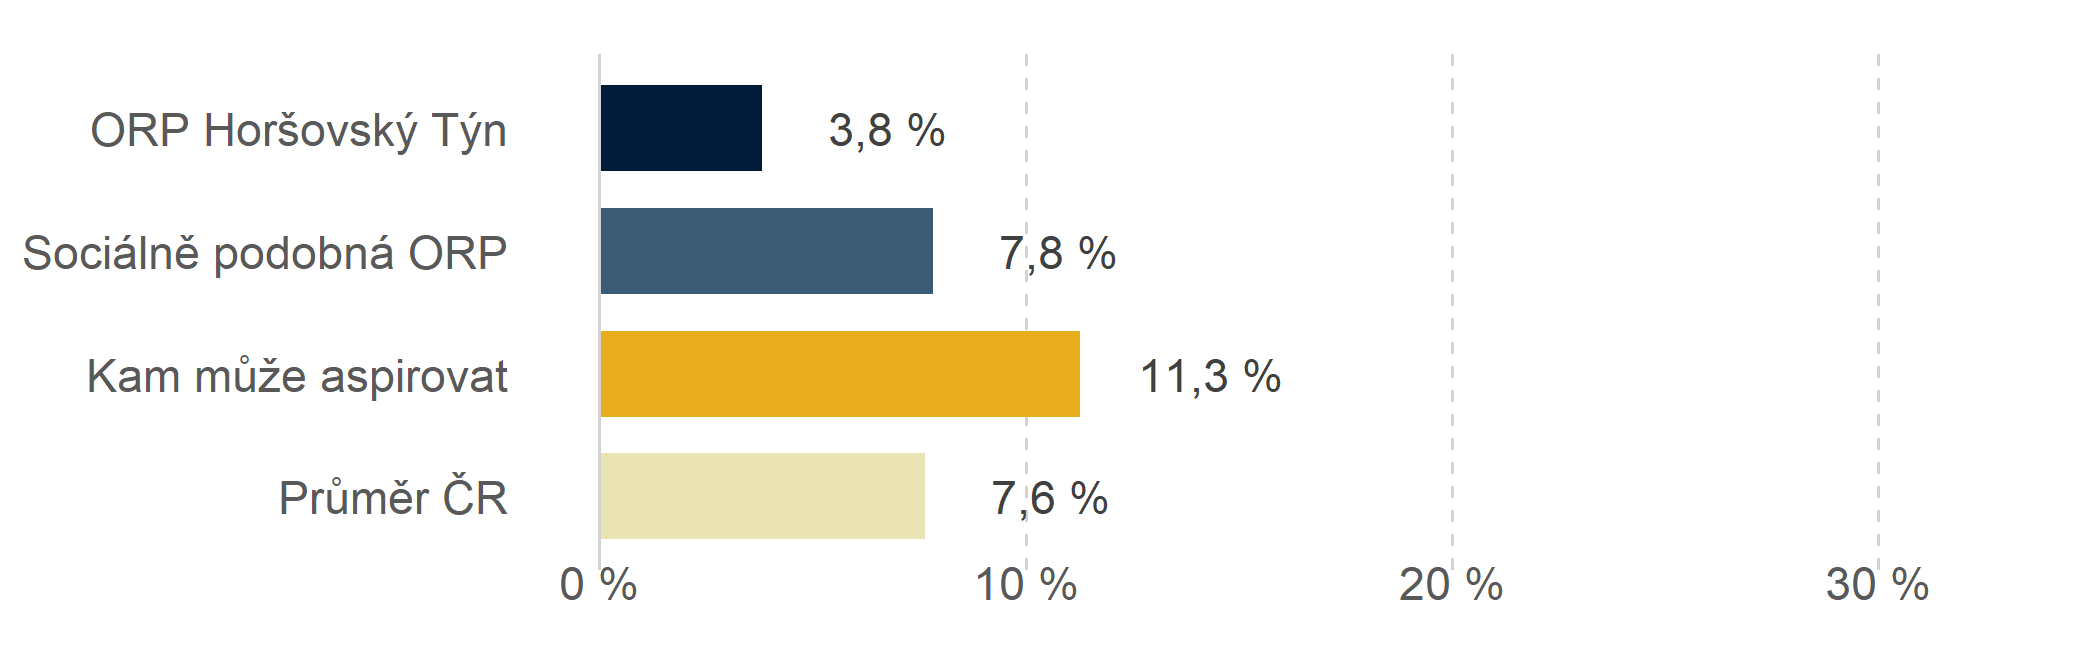 ORP Horšovský Týn 3,8 %
Sociálně podobná ORP 7,8 %
Kam může aspirovat 11,3 %
Průměr ČR 7,6 %
0 % 10 % 20 % 30 %